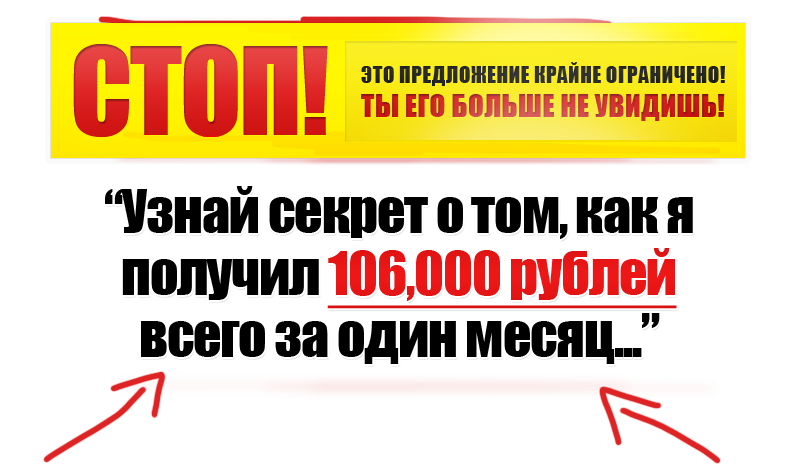 СТОП!
ЭТО ПРЕДЛОЖЕНИЕ КРАЙНЕ ОГРАНИЧЕНО!
ТЫ ЕГО БОЛЬШЕ НЕ УВИДИШЬ!
“Узнай секрет о том, как я
получил 106,000 рублей
всего за один месяц...”